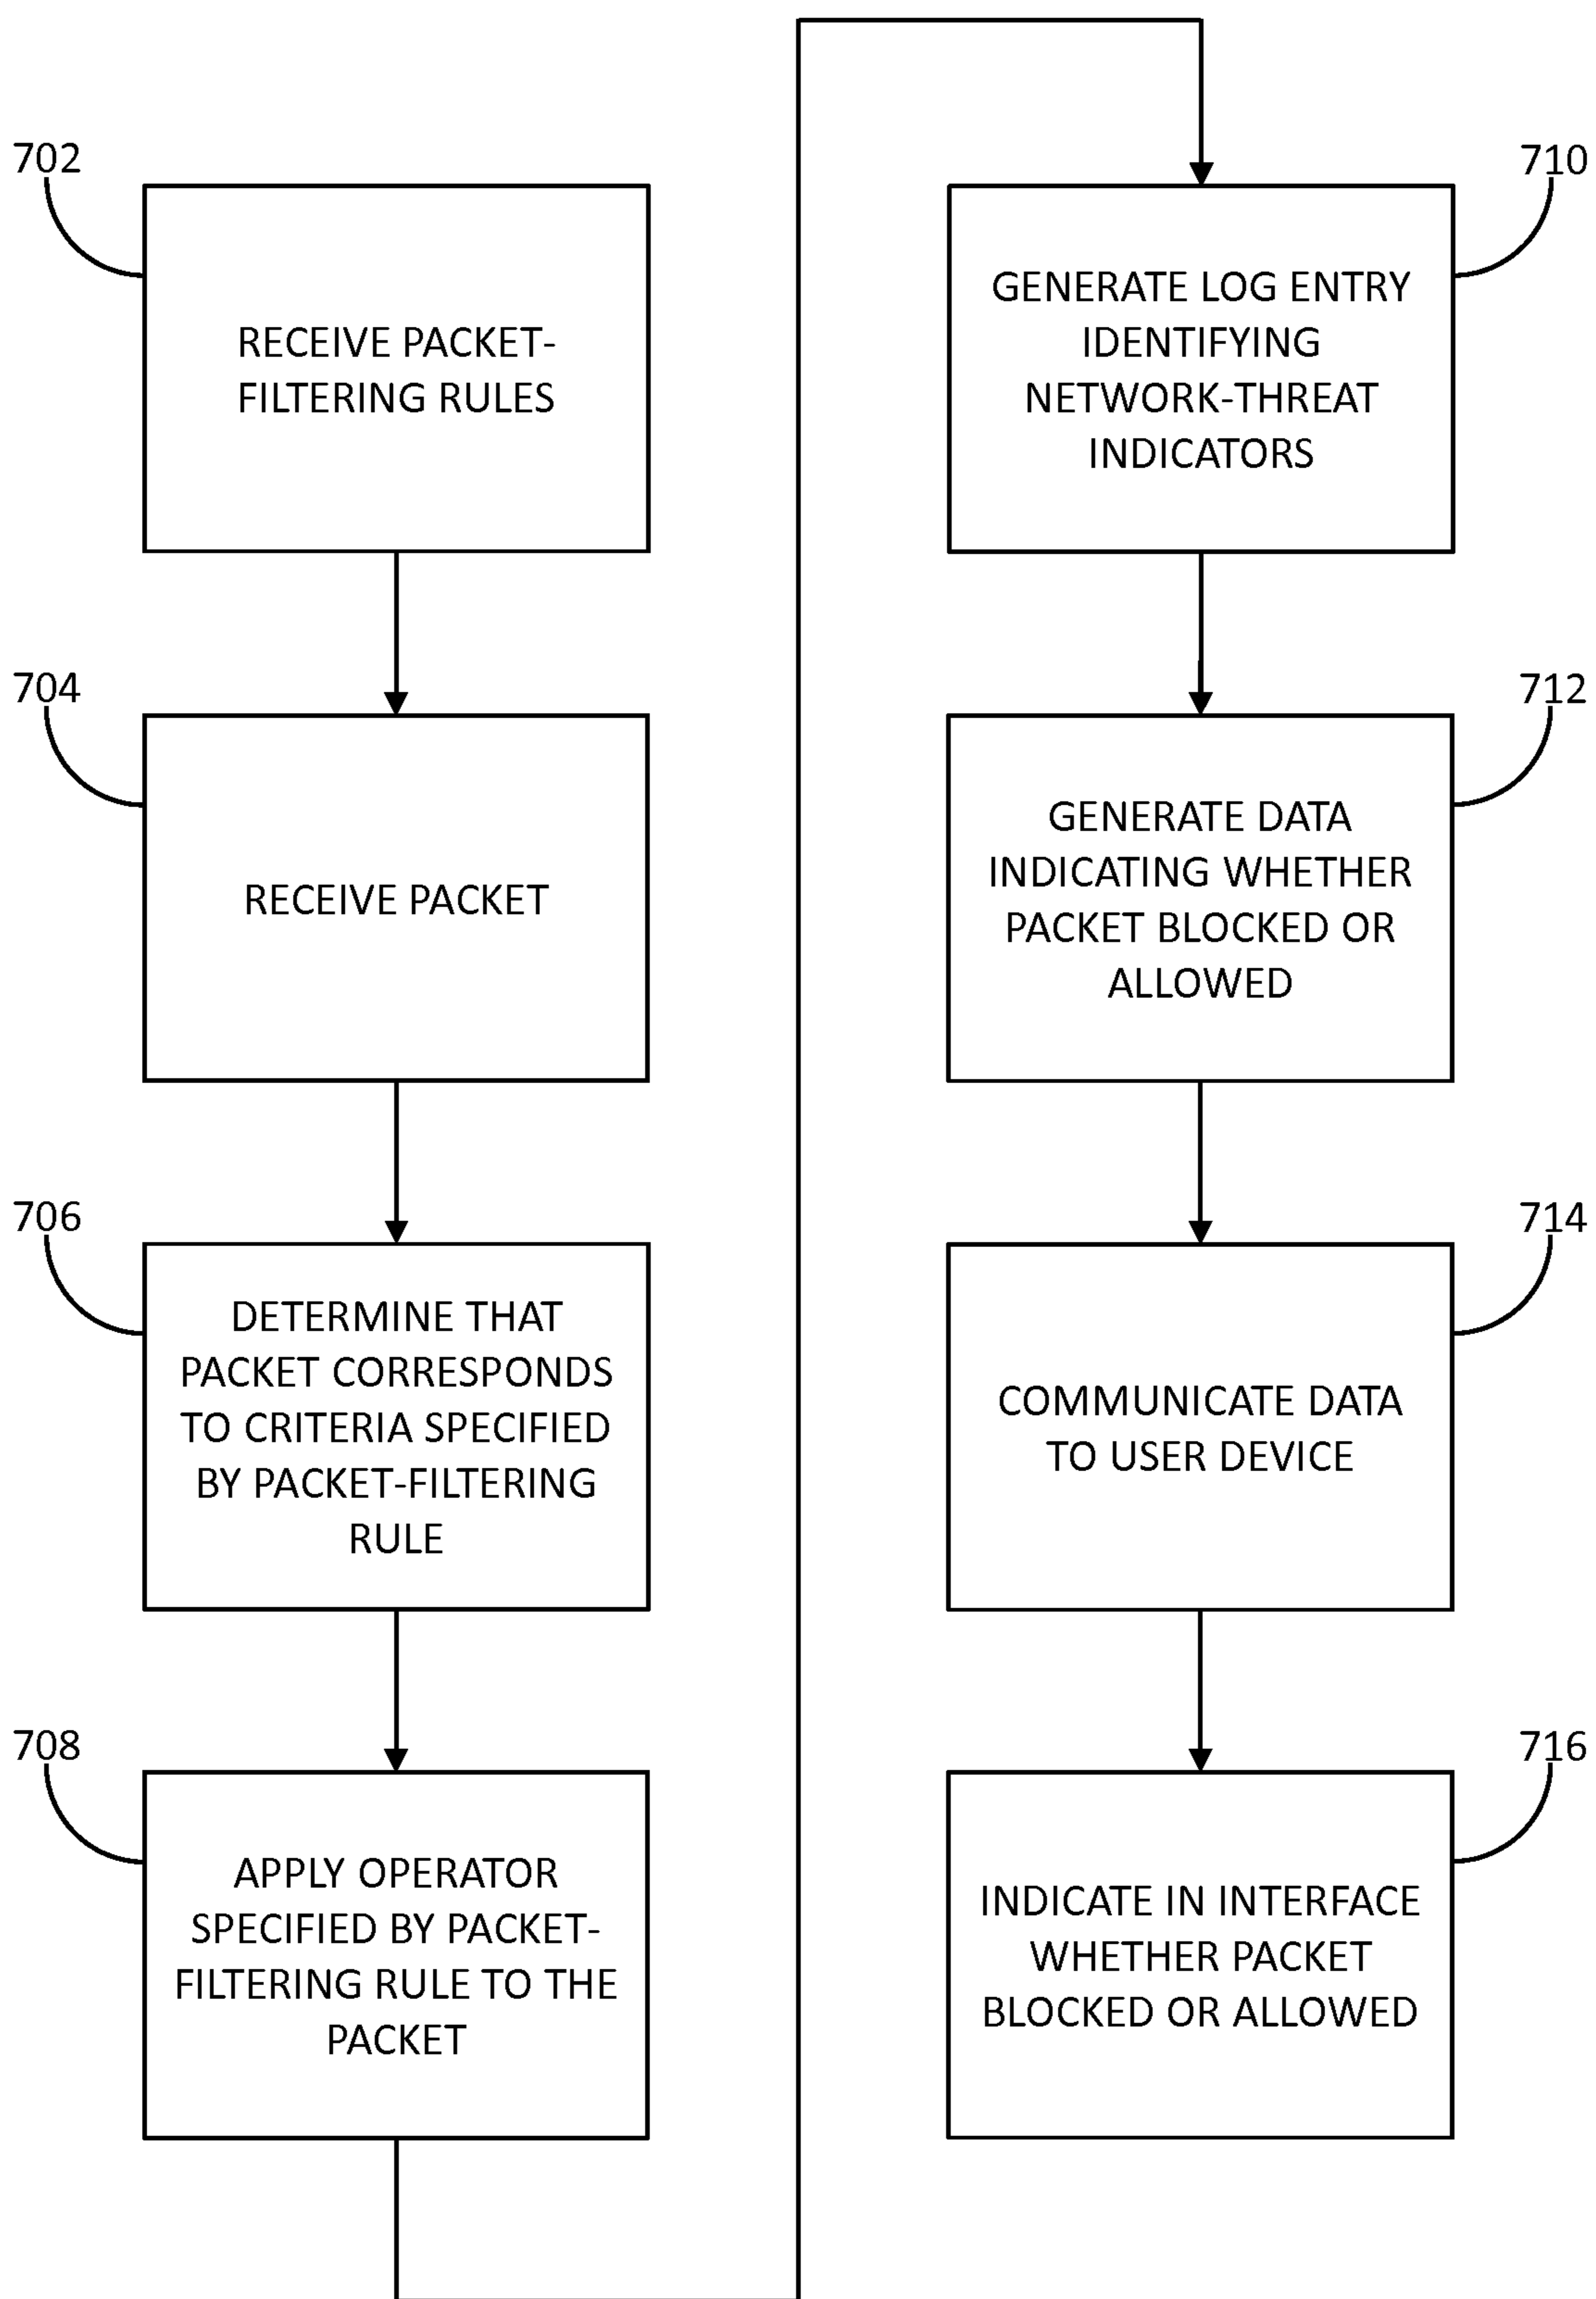 702
RECEIVE PACKET-
FILTERING RULES
704
RECEIVE PACKET
706
DETERMINE THAT
PACKET CORRESPONDS
TO CRITERIA SPECIFIED
BY PACKET-FILTERING
RULE
708
APPLY OPERATOR
SPECIFIED BY PACKET-
FILTERING RULE TO THE
PACKET
710
GENERATE LOG ENTRY
IDENTIFYING
NETWORK-THREAT
INDICATORS
712
GENERATE DATA
INDICATING WHETHER
PACKET BLOCKED OR
ALLOWED
714
COMMUNICATE DATA
TO USER DEVICE
716
INDICATE IN INTERFACE
WHETHER PACKET
BLOCKED OR ALLOWED